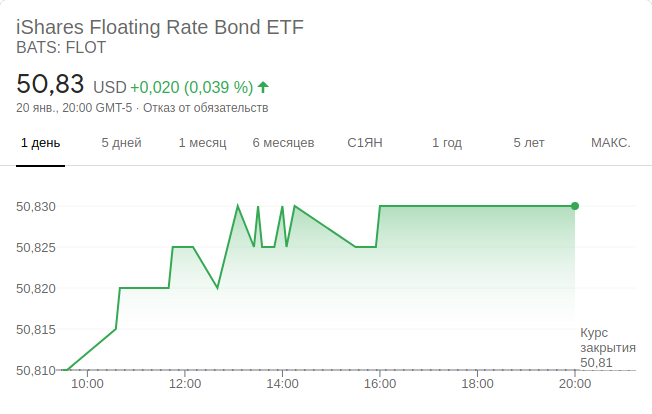 iShares Floating Rate Bond ETF
BATS: FLOT
50,83 USD +0,020 (0,039 %)
20 янв., 20:00 GMT-5 · Отказ от обязательств
1 день 5 дней 1 месяц 6 месяцев С1ЯН 1 год 5 лет МАКС.
50,830
50,825
50,820
50,815
50,810
Курс
закрытия
50,81
10:00 12:00 14:00 16:00 18:00 20:00